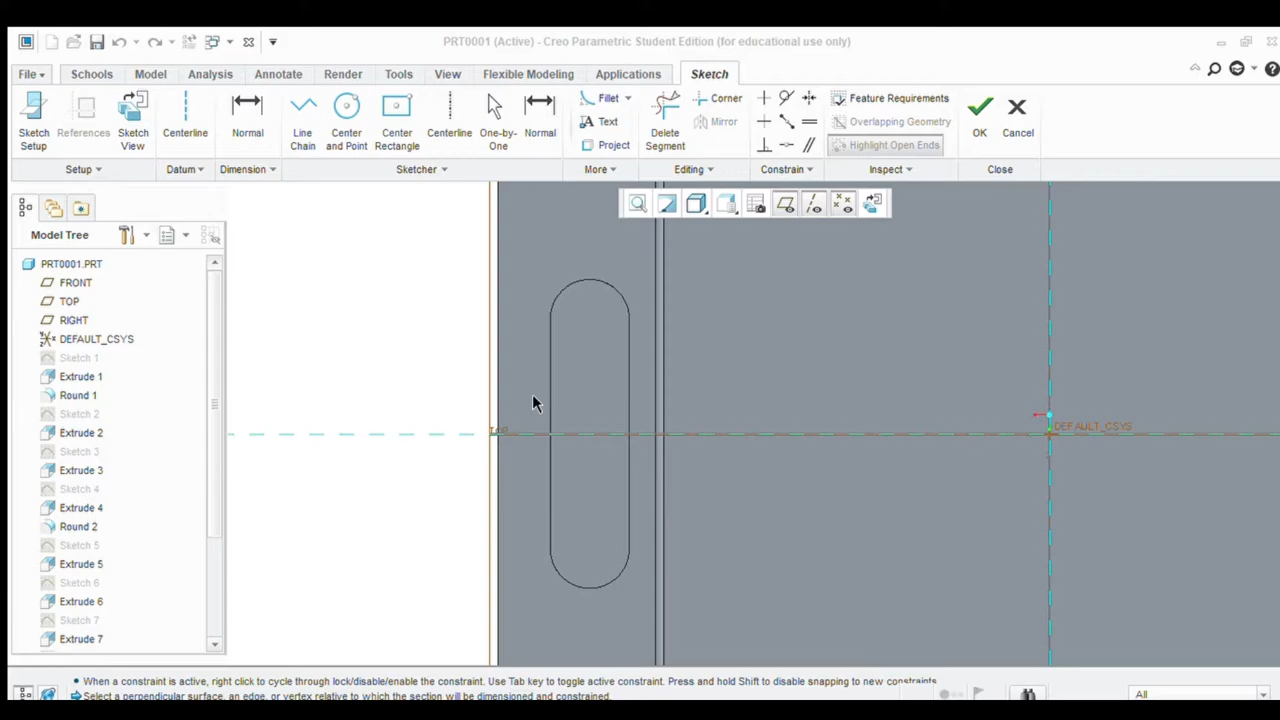 PRT0001 (Active) - Creo Parametric Student Edition (for educational use only)
File Schools Model Analysis Annotate Render Tools View Flexible Modeling Applications Sketch
Sketch Setup References Sketch View Centerline Normal Line Chain Center and Point Center Rectangle Centerline One-by-One Normal Fillet Text Project Delete Segment Corner Mirror Feature Requirements Overlapping Geometry Highlight Open Ends OK Cancel
Setup Datum Dimension Sketcher More Editing Constrain Inspect Close
Model Tree
PRT0001.PRT
FRONT
TOP
RIGHT
DEFAULT_CSYS
Sketch 1
Extrude 1
Round 1
Sketch 2
Extrude 2
Sketch 3
Extrude 3
Sketch 4
Extrude 4
Round 2
Sketch 5
Extrude 5
Sketch 6
Extrude 6
Sketch 7
Extrude 7
TOP
DEFAULT_CSYS
When a constraint is active, right click to cycle through lock/disable/enable the constraint. Use Tab key to toggle active constraint. Press and hold Shift to disable snapping to new constraints.
Select a perpendicular surface, an edge, or vertex relative to which the section will be dimensioned and constrained.
All